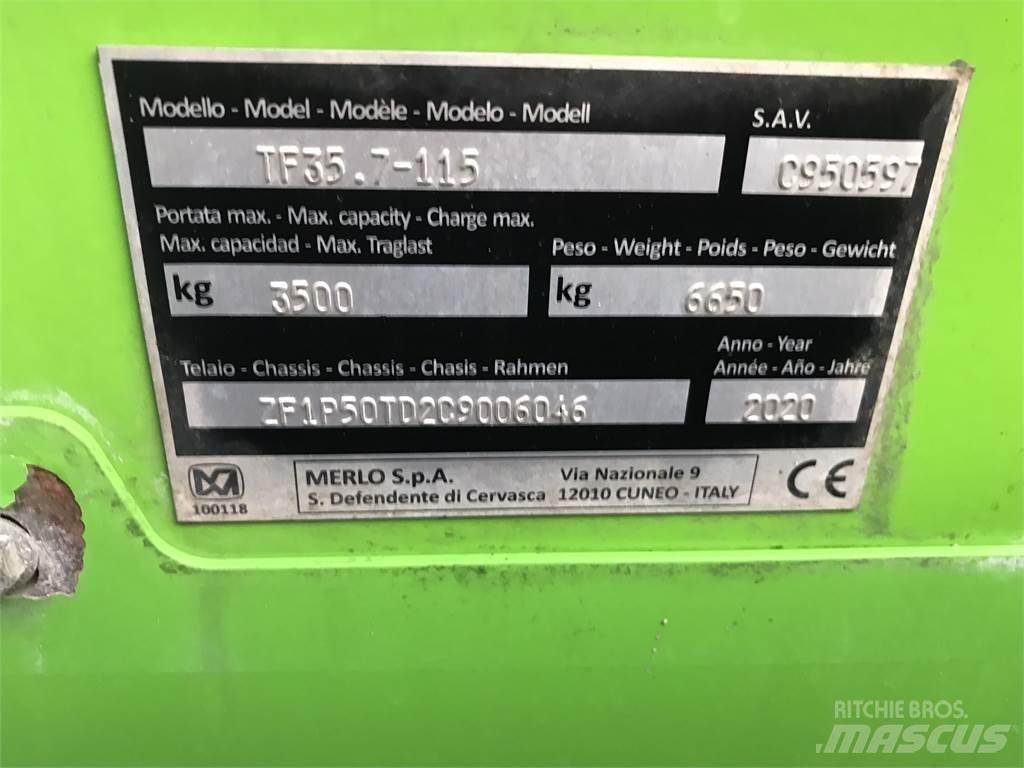 Modello - Model - Modèle - Modelo - Modell
S.A.V.
TF35.7-115
C950597
Portata max. - Max. capacity - Charge max.
Max. capacidad - Max. Traglast
Peso - Weight - Poids - Peso - Gewicht
kg 3500
kg 6650
Telaio - Chassis - Chassis - Chasis - Rahmen
Anno - Year
Année - Año - Jahre
ZF1P50TD2C9006046
2020
100118
MERLO S.p.A.
S. Defendente di Cervasca
Via Nazionale 9
12010 CUNEO - ITALY
CE
RITCHIE BROS.
MASCUS